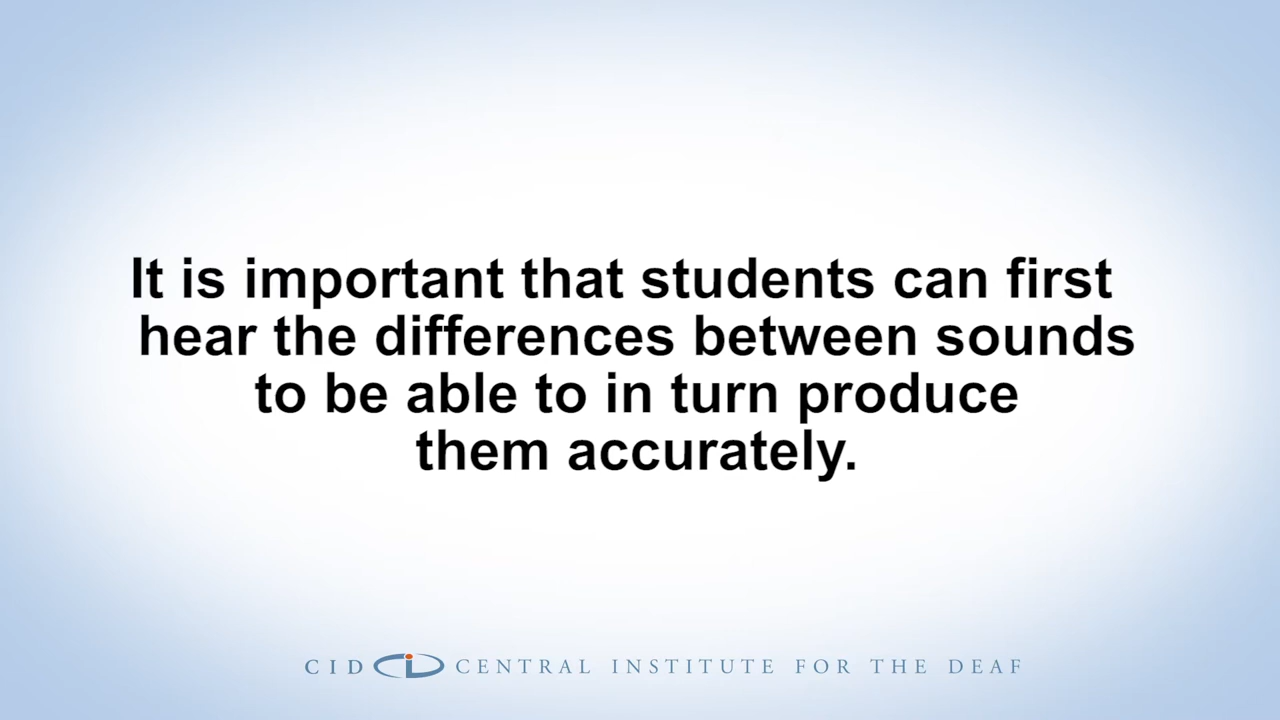 It is important that students can first
hear the differences between sounds
to be able to in turn produce
them accurately.
CID CENTRAL INSTITUTE FOR THE DEAF